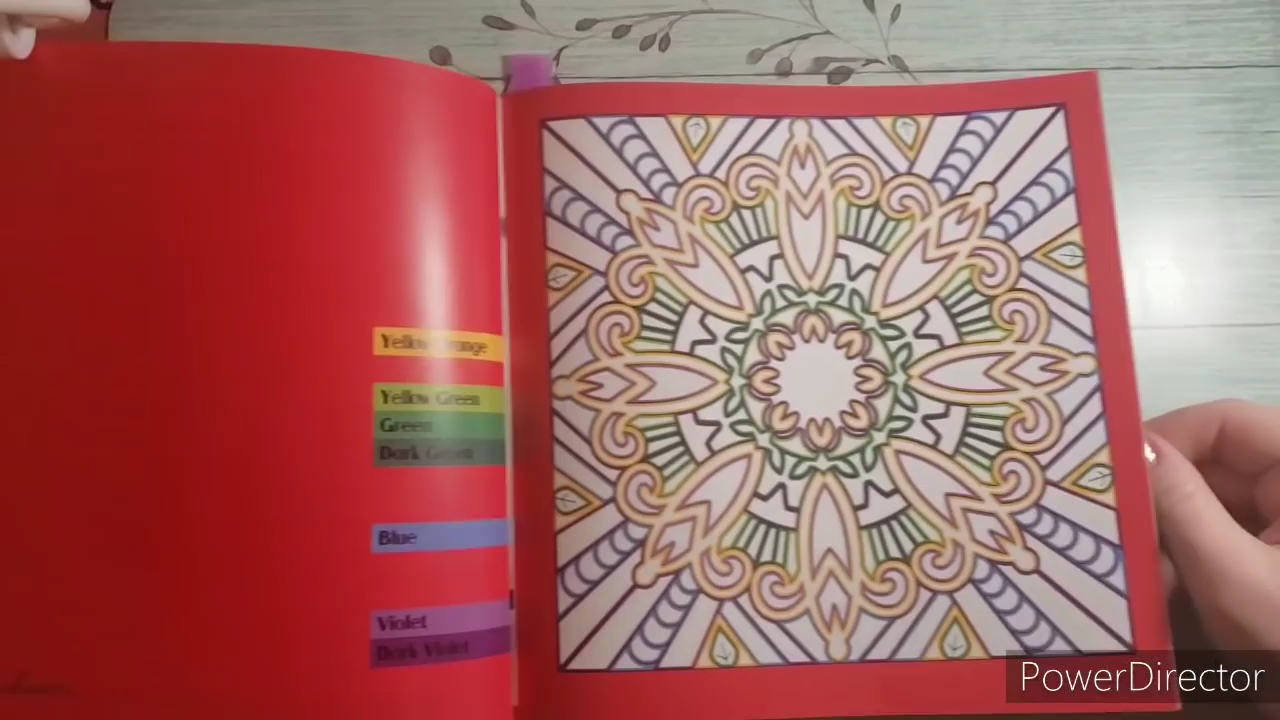 Yellow Orange
Yellow Green
Green
Dark Green
Blue
Violet
Dark Violet
PowerDirector